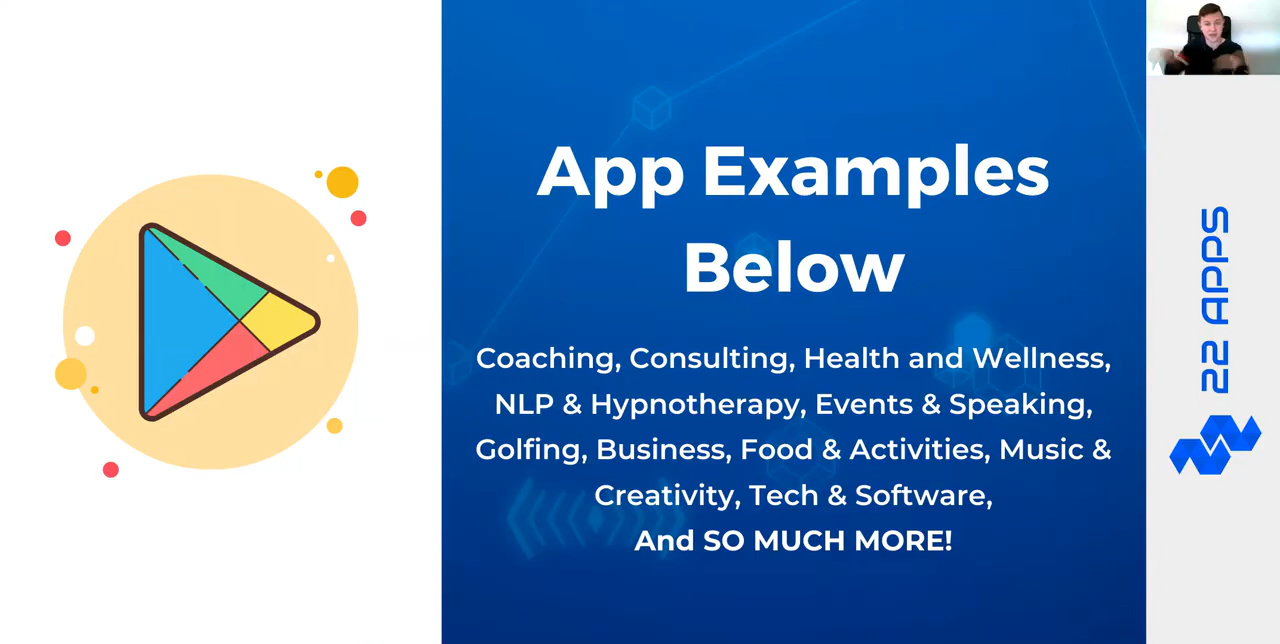 App Examples
Below
Coaching, Consulting, Health and Wellness,
NLP & Hypnotherapy, Events & Speaking,
Golfing, Business, Food & Activities, Music &
Creativity, Tech & Software,
And SO MUCH MORE!
22 APPS